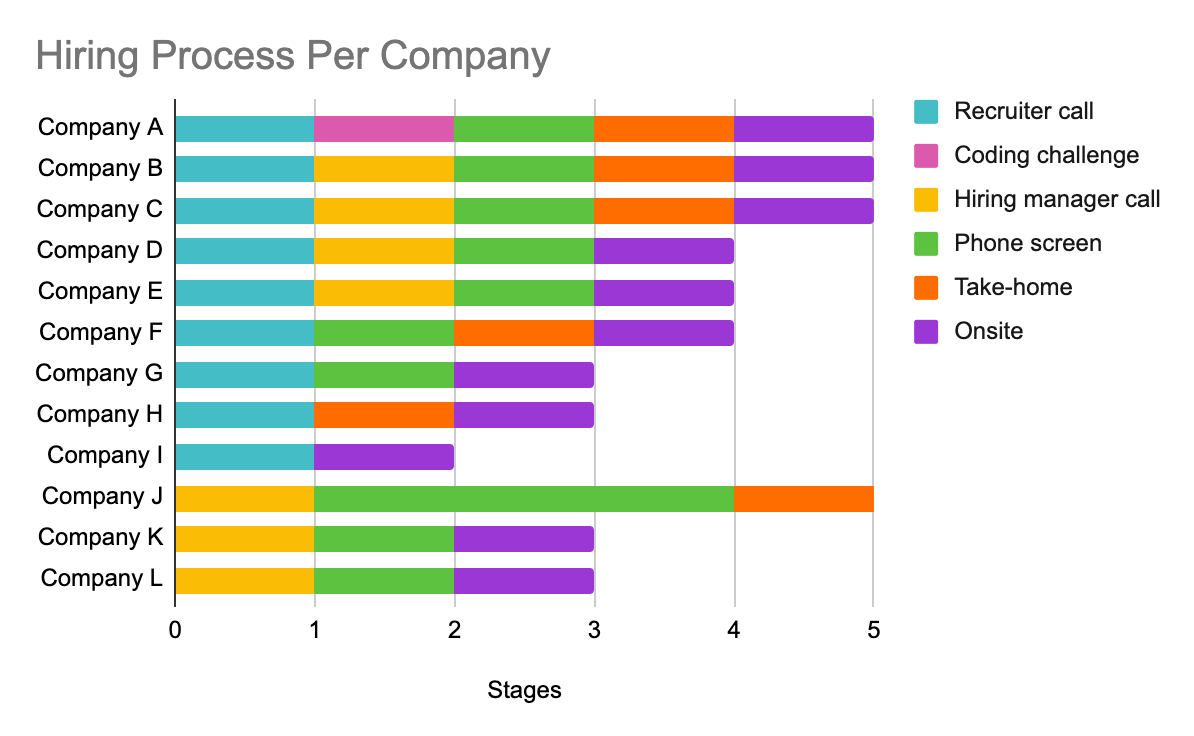 Hiring Process Per Company
Company A
Company B
Company C
Company D
Company E
Company F
Company G
Company H
Company I
Company J
Company K
Company L
0 1 2 3 4 5
Stages
Recruiter call
Coding challenge
Hiring manager call
Phone screen
Take-home
Onsite